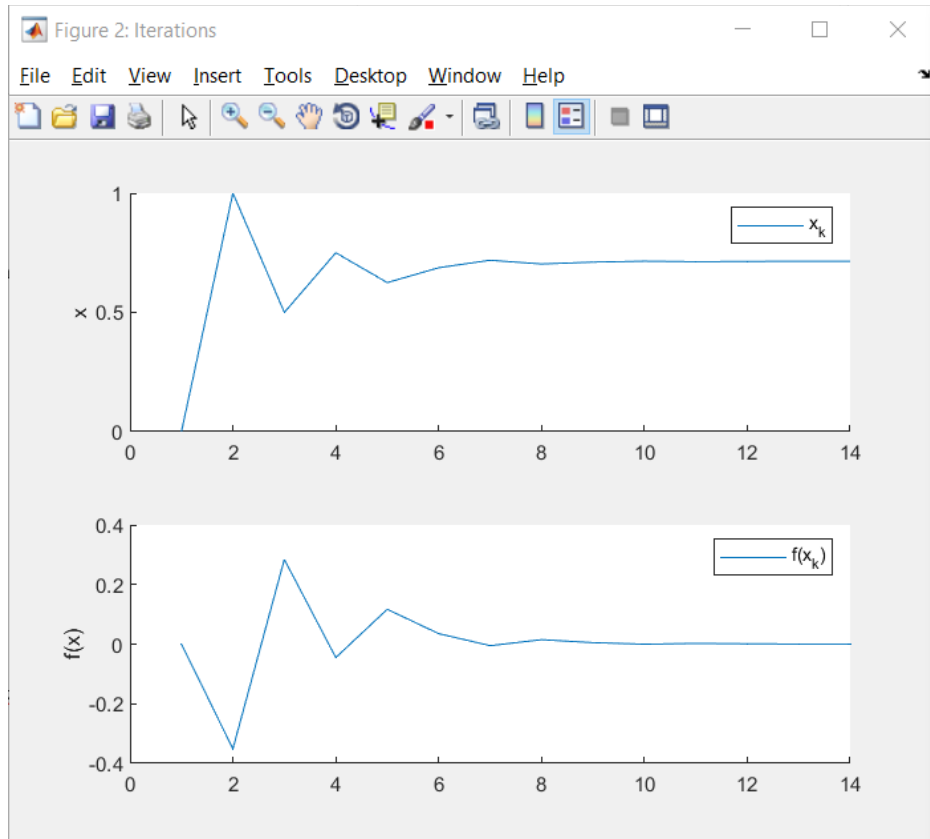 Figure 2: Iterations
File Edit View Insert Tools Desktop Window Help
1
x_k
x 0.5
0
0 2 4 6 8 10 12 14
0.4
f(x_k)
0.2
f(x) 0
-0.2
-0.4
0 2 4 6 8 10 12 14